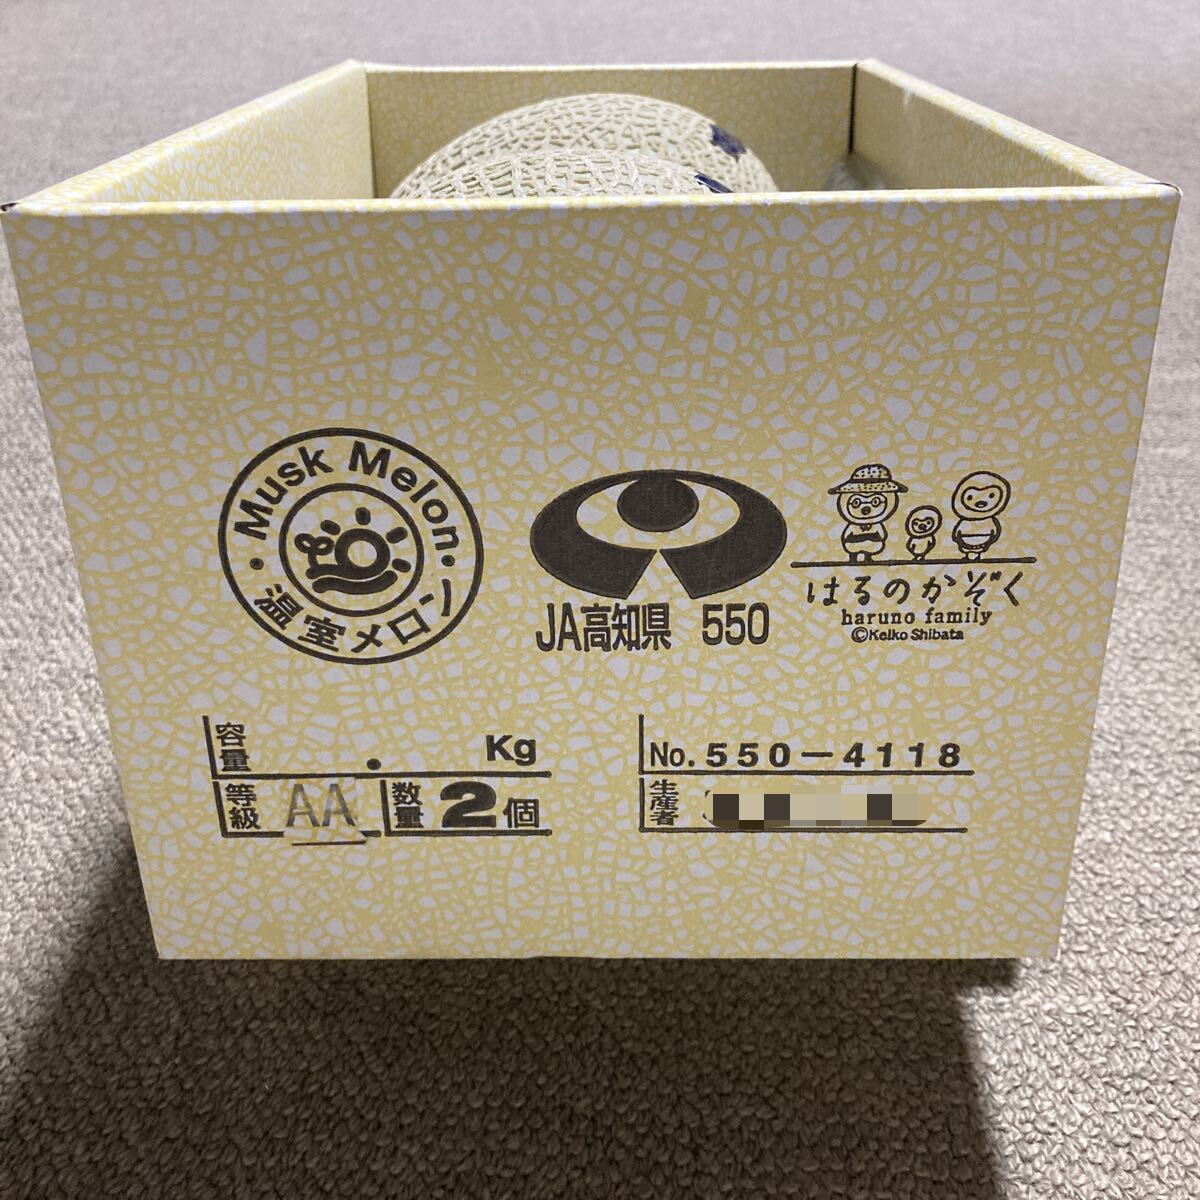 ・Musk Melon・
温室メロン
JA高知県 550
はるのかぞく
haruno family
©Keiko Shibata
容量 . Kg
等級 AA 数量 2個
No. 550-4118
生産者